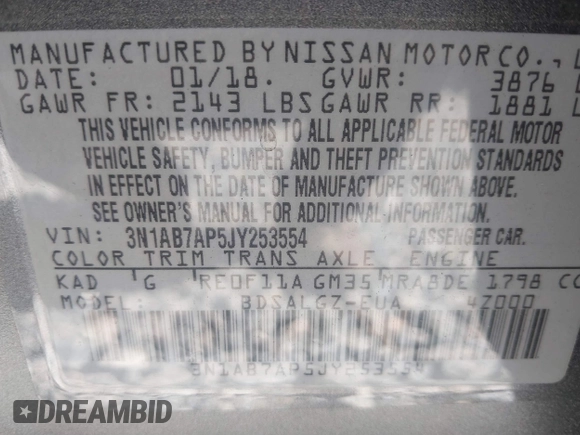 MANUFACTURED BY NISSAN MOTOR CO.,
DATE: 01/18. GVWR: 3876
GAWR FR: 2143 LBS GAWR RR: 1881
THIS VEHICLE CONFORMS TO ALL APPLICABLE FEDERAL MOTOR
VEHICLE SAFETY, BUMPER AND THEFT PREVENTION STANDARDS
IN EFFECT ON THE DATE OF MANUFACTURE SHOWN ABOVE.
SEE OWNER'S MANUAL FOR ADDITIONAL INFORMATION.
VIN: 3N1AB7AP5JY253554 PASSENGER CAR.
COLOR TRIM TRANS AXLE ENGINE
KAD G RE0F11A GM35 MRA8DE 1798 CC
MODEL: BDSALGZ-EUA 4Z000
3N1AB7AP5JY253554
DREAMBID